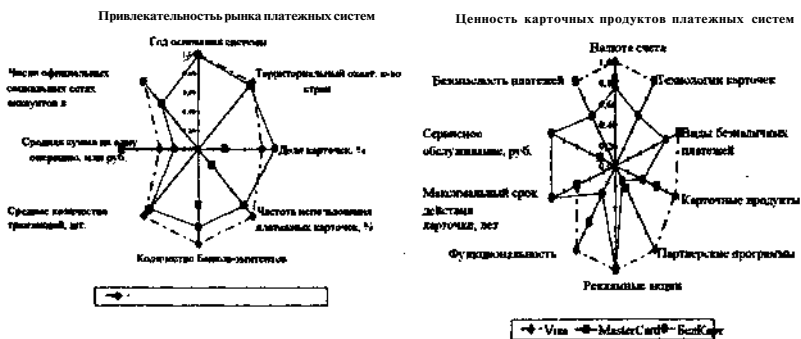 Привлекательностьь рынка платежных систем
Год основания системы
Территориальный охват, к-во
стран
Доля карточек, %
Частота использования
платежных карточек, %
Количество Банков-эмитентов
Среднее количество
транзакций, шт.
Средняя сумма на одну
операцию, млн руб.
Число официальных
социальных сетях
аккаунтов в
Ценность карточных продуктов платежных систем
Валюта счета
Технологии карточек
Виды безналичных
платежей
Карточные продукты
Партнерские программы
Рекламные акции
Функциональность
Максимальный срок
действия
карточки, лет
Сервисное
обслуживание, руб.
Безопасность платежей
Visa MasterCard БелКарт